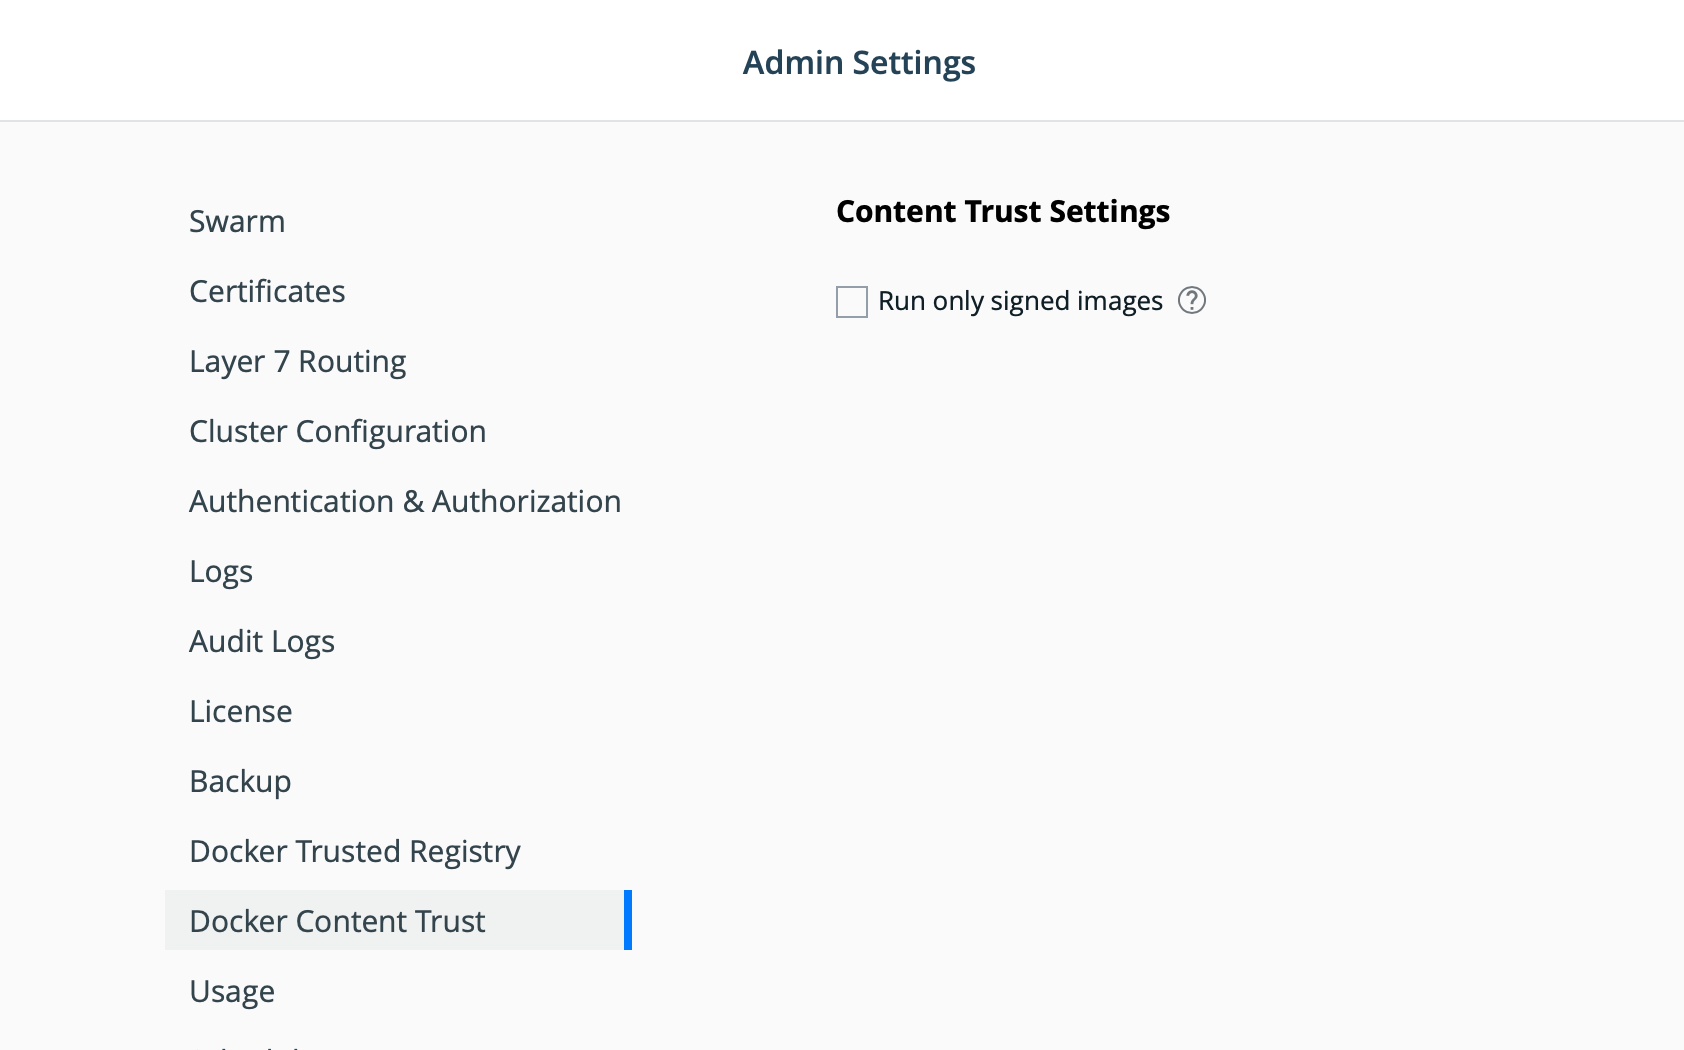 Admin Settings
Swarm
Certificates
Layer 7 Routing
Cluster Configuration
Authentication & Authorization
Logs
Audit Logs
License
Backup
Docker Trusted Registry
Docker Content Trust
Usage
Content Trust Settings
Run only signed images